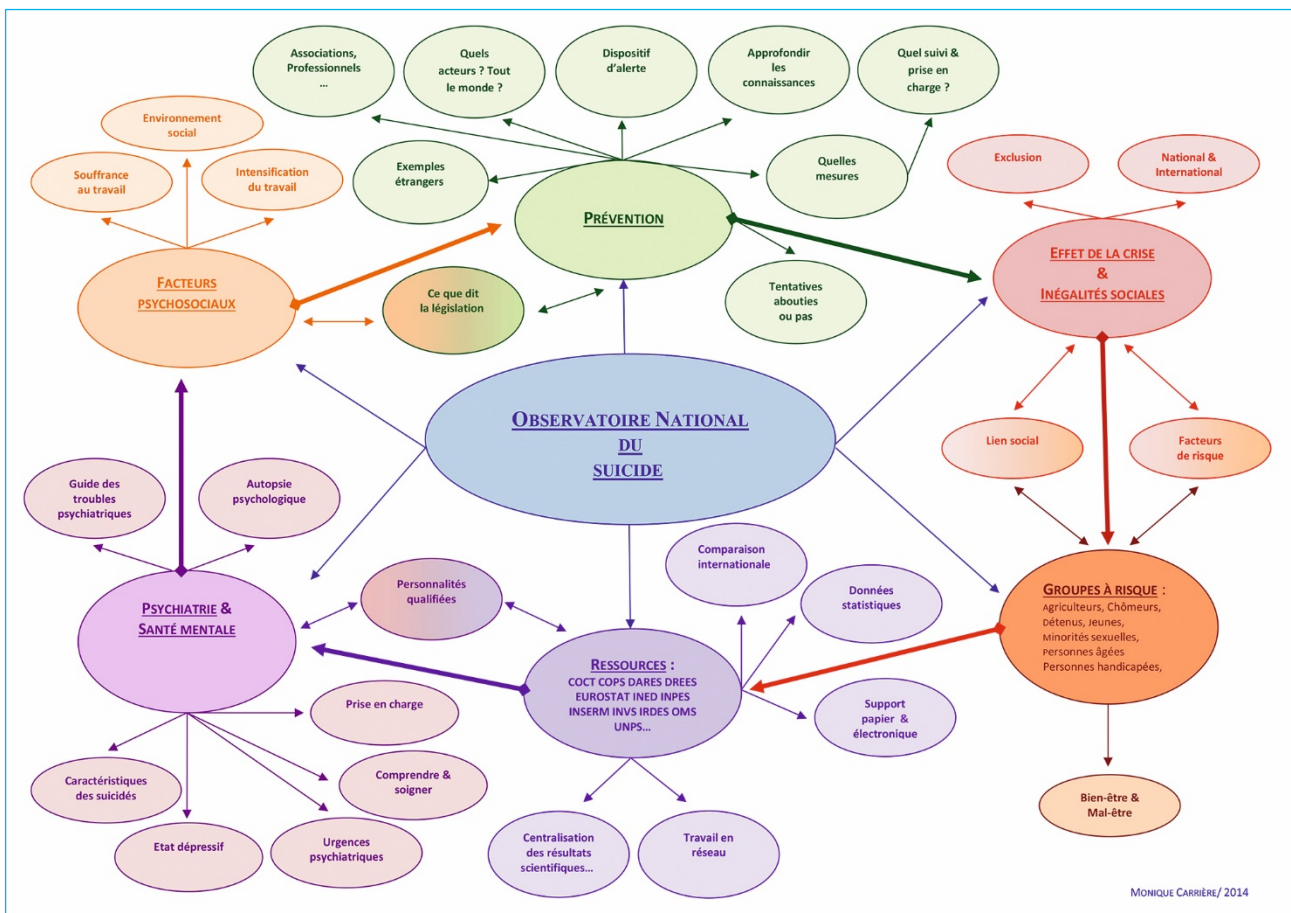 Associations,
Professionnels
...
Quels
acteurs ? Tout
le monde ?
Dispositif
d'alerte
Approfondir
les
connaissances
Quel suivi &
prise en
charge ?
Environnement
social
Souffrance
au travail
Intensification
du travail
Exemples
étrangers
Quelles
mesures
Exclusion
National &
International
PRÉVENTION
FACTEURS
PSYCHOSOCIAUX
EFFET DE LA CRISE
&
INÉGALITÉS SOCIALES
Ce que dit
la législation
Tentatives
abouties
ou pas
OBSERVATOIRE NATIONAL
DU
SUICIDE
Lien social
Facteurs
de risque
Guide des
troubles
psychiatriques
Autopsie
psychologique
Personnalités
qualifiées
Comparaison
internationale
Données
statistiques
PSYCHIATRIE &
SANTÉ MENTALE
GROUPES À RISQUE :
Agriculteurs, Chômeurs,
Détenus, Jeunes,
Minorités sexuelles,
Personnes âgées
Personnes handicapées,
RESSOURCES :
COCT COPS DARES DREES
EUROSTAT INED INPES
INSERM INVS IRDES OMS
UNPS...
Prise en charge
Support
papier &
électronique
Caractéristiques
des suicidés
Comprendre &
soigner
Etat dépressif
Urgences
psychiatriques
Centralisation
des résultats
scientifiques...
Travail en
réseau
Bien-être &
Mal-être
MONIQUE CARRIÈRE/ 2014